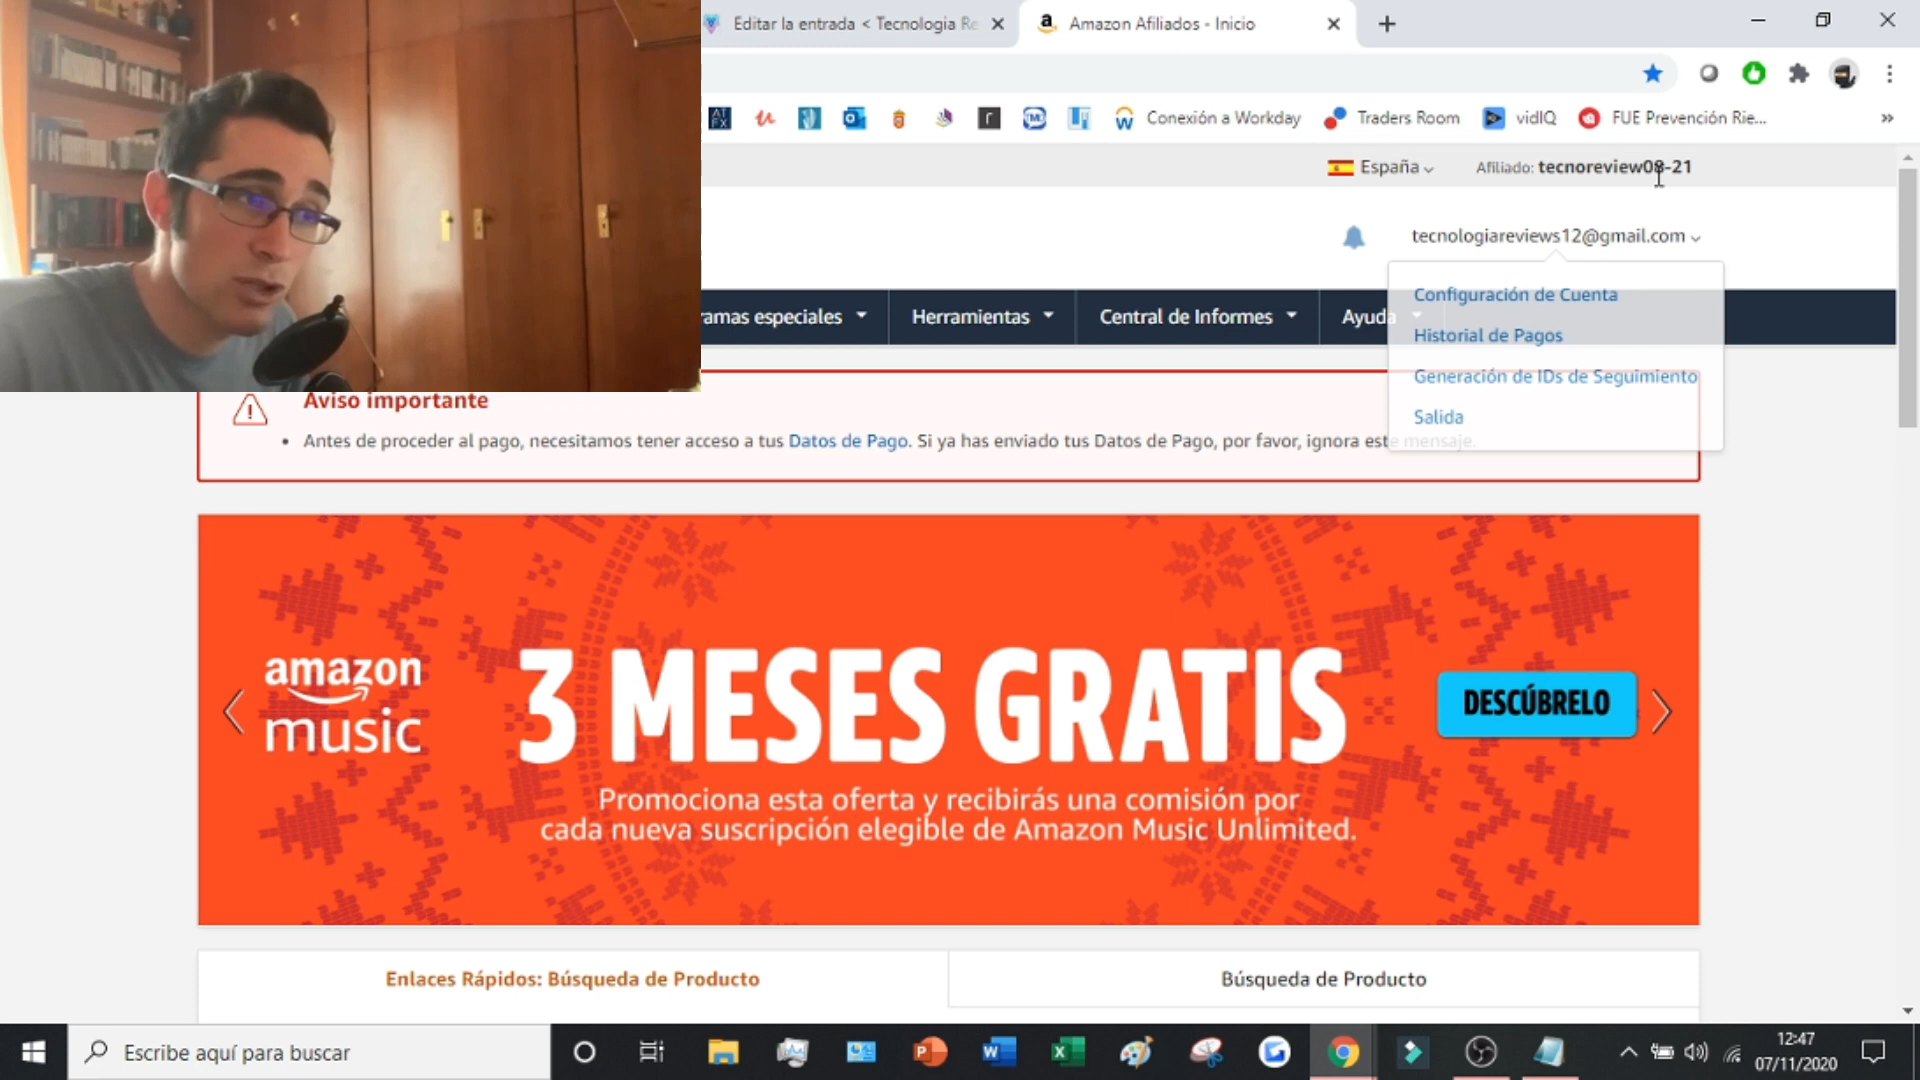 Editar la entrada < Tecnologia Re
Amazon Afiliados - Inicio
Conexión a Workday
Traders Room
vidIQ
FUE Prevención Rie...
España
Afiliado: tecnoreview08-21
tecnologiareviews12@gmail.com
Configuración de Cuenta
Historial de Pagos
Generación de IDs de Seguimiento
Salida
ramas especiales
Herramientas
Central de Informes
Ayuda
Aviso importante
• Antes de proceder al pago, necesitamos tener acceso a tus Datos de Pago. Si ya has enviado tus Datos de Pago, por favor, ignora este mensaje.
amazon
music
3 MESES GRATIS
DESCÚBRELO
Promociona esta oferta y recibirás una comisión por
cada nueva suscripción elegible de Amazon Music Unlimited.
Enlaces Rápidos: Búsqueda de Producto
Búsqueda de Producto
Escribe aquí para buscar
12:47
07/11/2020